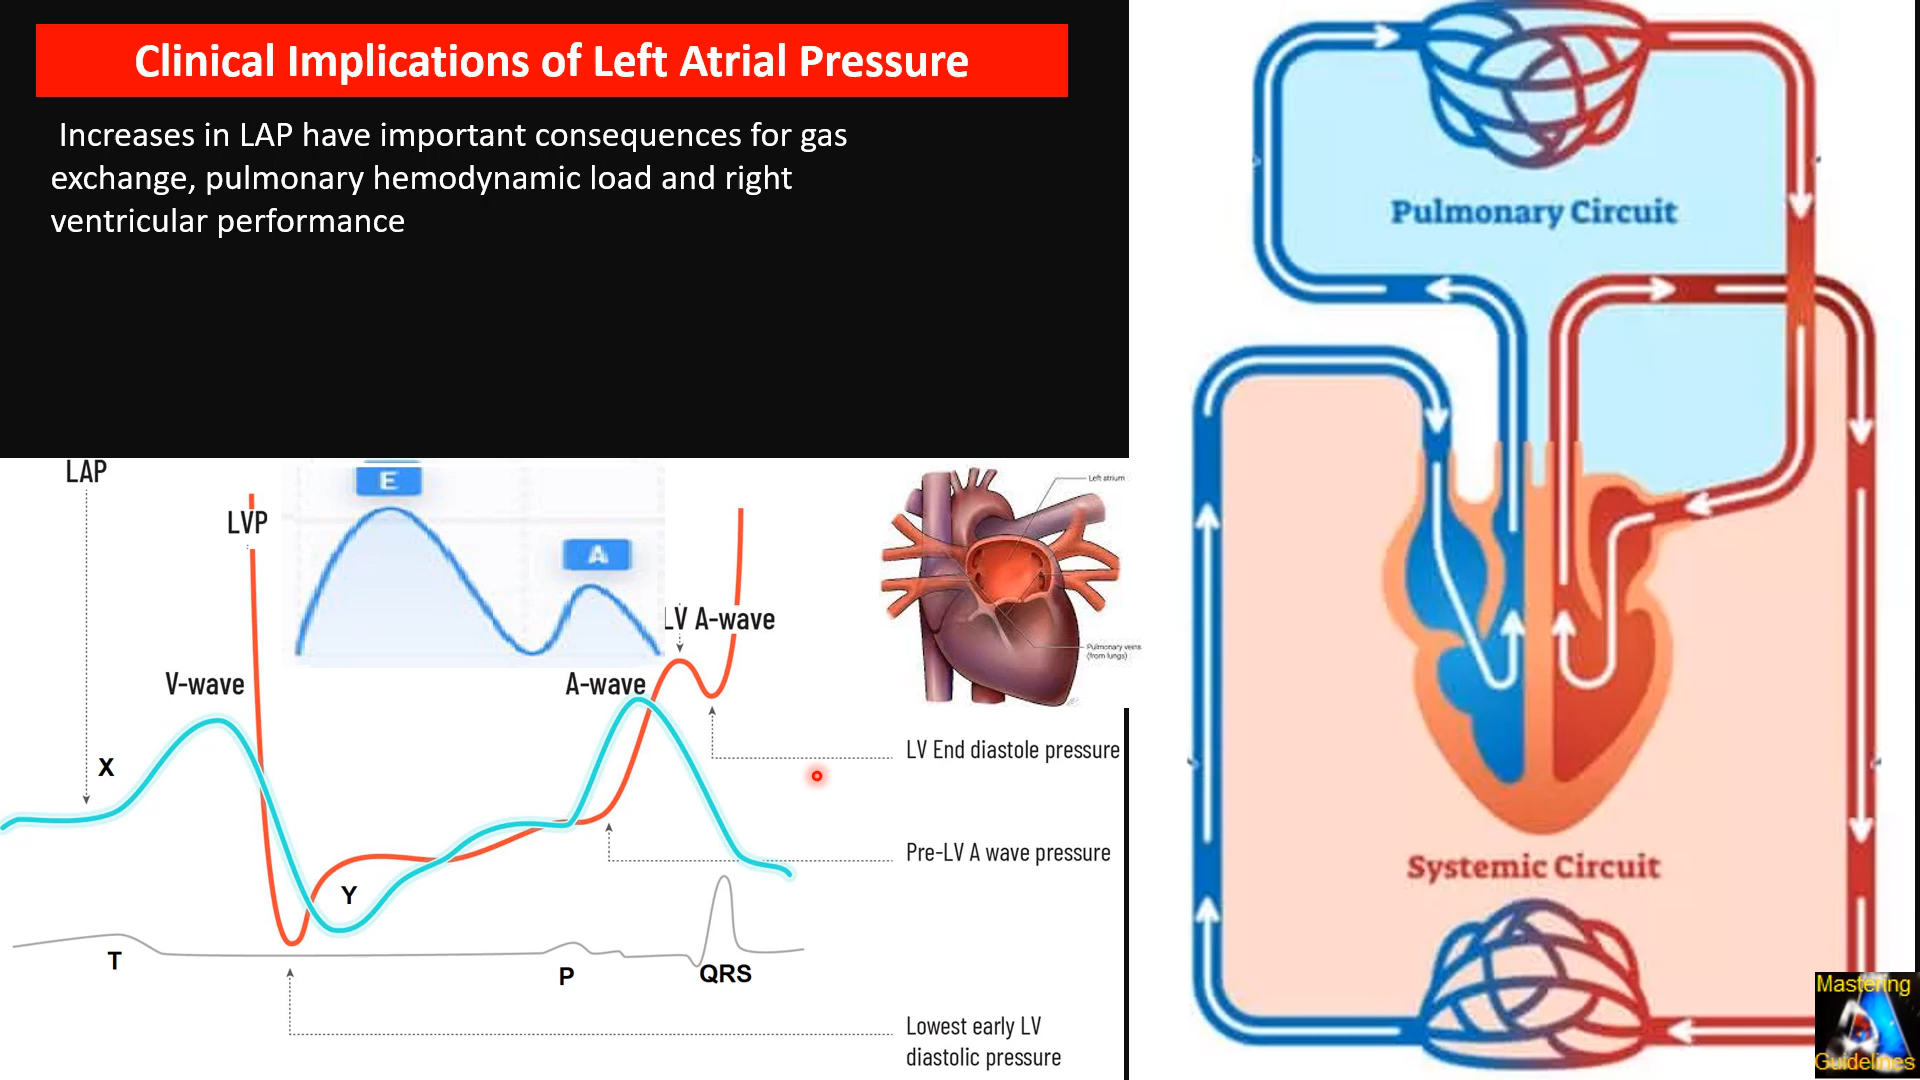 Clinical Implications of Left Atrial Pressure
Increases in LAP have important consequences for gas
exchange, pulmonary hemodynamic load and right
ventricular performance
LAP
LVP
E
A
LV A-wave
V-wave
A-wave
X
Y
T
P
QRS
LV End diastole pressure
Pre-LV A wave pressure
Lowest early LV
diastolic pressure
Left atrium
Pulmonary veins
(from lungs)
Pulmonary Circuit
Systemic Circuit
Mastering
Guidelines